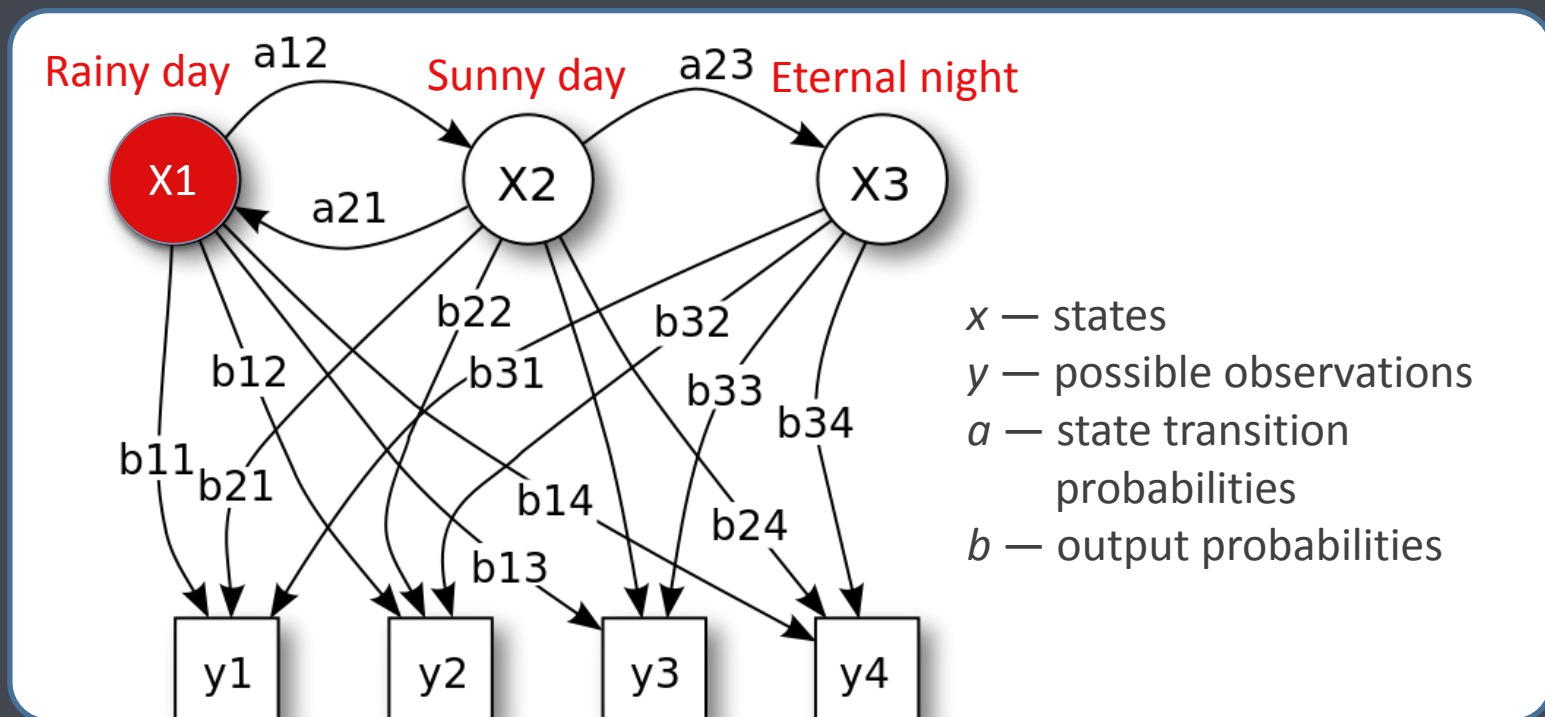 a12
Rainy day
Sunny day
a23
Eternal night
X1
X2
X3
a21
b22
b32
x — states
b12
b31
y — possible observations
b33
b34
a — state transition
probabilities
b11
b21
b14
b24
b13
b — output probabilities
y1
y2
y3
y4